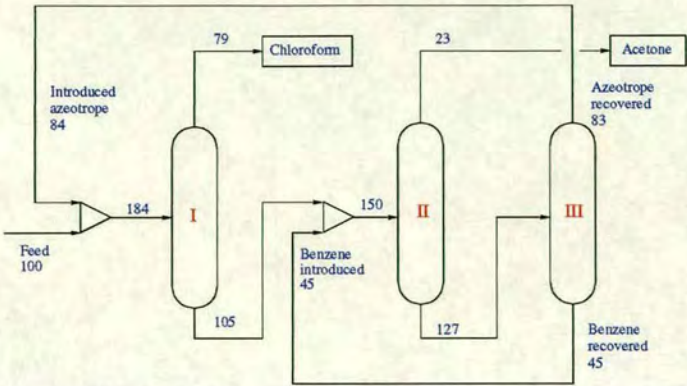 79
Chloroform
23
Acetone
Introduced
azeotrope
84
Azeotrope
recovered
83
184
I
150
II
III
Feed
100
Benzene
introduced
45
105
127
Benzene
recovered
45